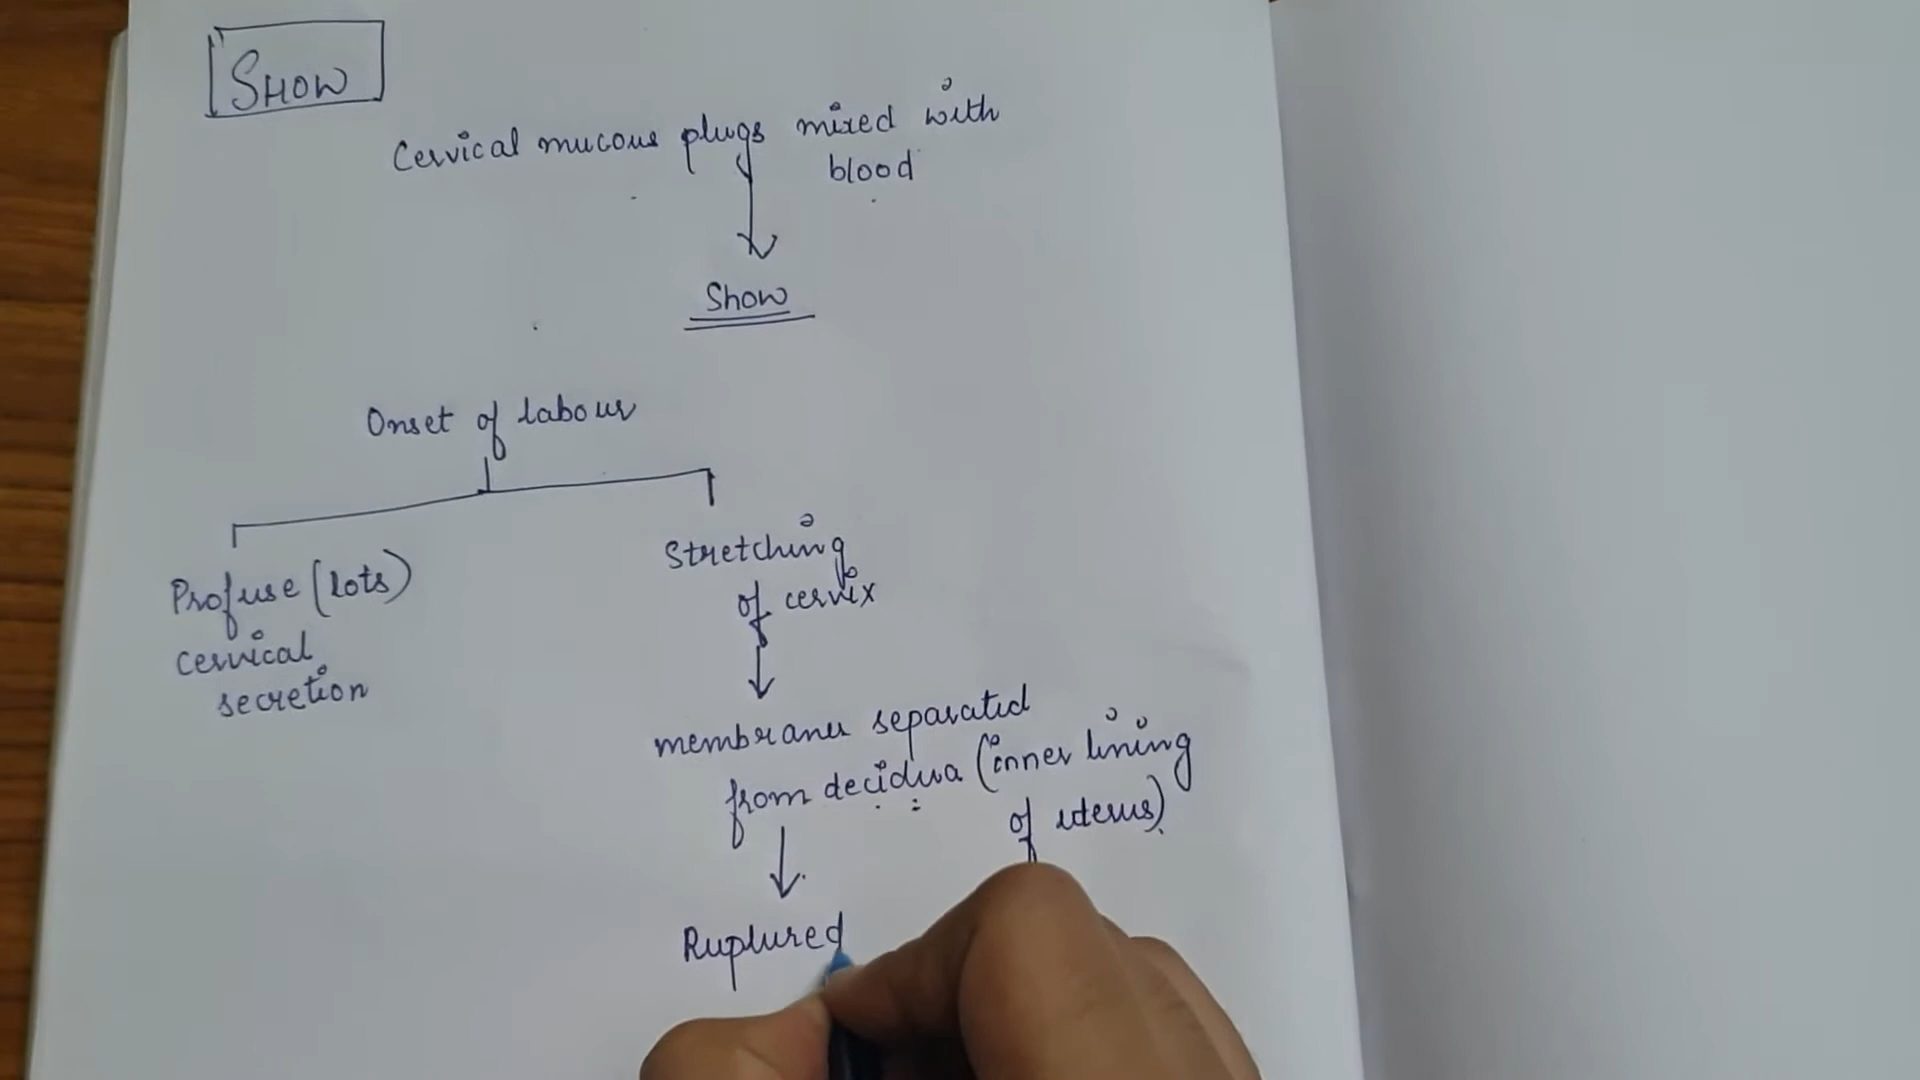 SHOW
Cervical mucous plugs mixed with
blood
Show
Onset of labour
Profuse (lots)
cervical
secretion
Stretching
of cervix
membranes separated
from decidua (inner lining
of uterus)
Ruptured